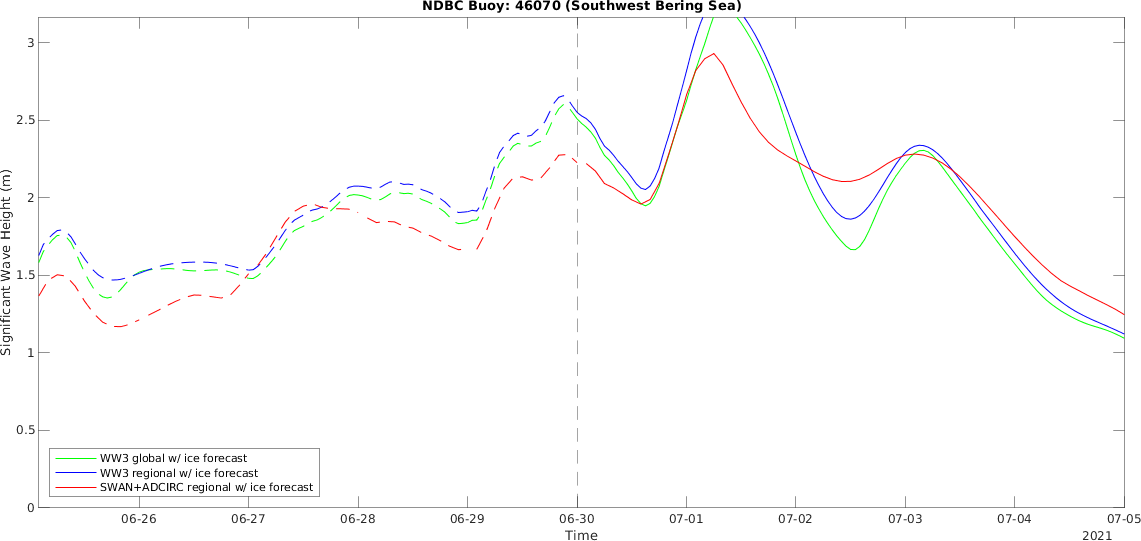 NDBC Buoy: 46070 (Southwest Bering Sea)
Significant Wave Height (m)
3
2.5
2
1.5
1
0.5
0
WW3 global w/ ice forecast
WW3 regional w/ ice forecast
SWAN+ADCIRC regional w/ ice forecast
06-26 06-27 06-28 06-29 06-30 07-01 07-02 07-03 07-04 07-05
Time
2021